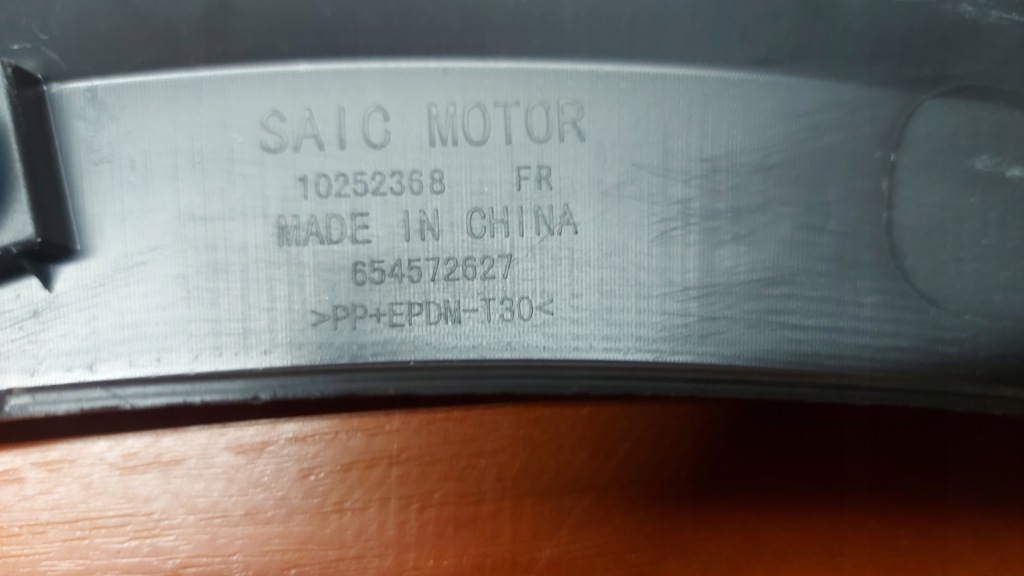 SAIC MOTOR
10252368 FR
MADE IN CHINA
654572627
>PP+EPDM-T30<